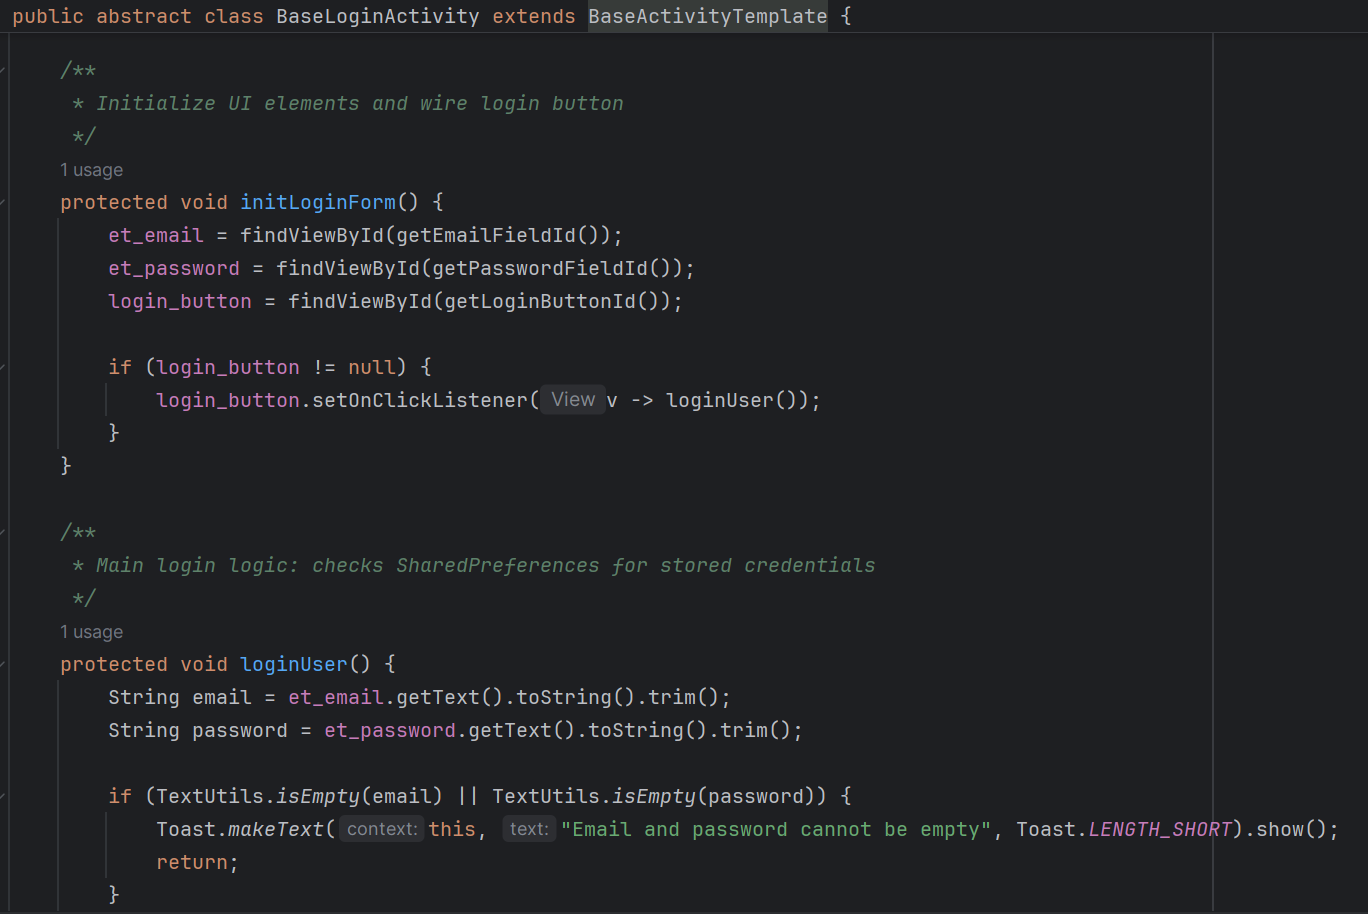 public abstract class BaseLoginActivity extends BaseActivityTemplate {
/**
* Initialize UI elements and wire login button
*/
1 usage
protected void initLoginForm() {
et_email = findViewById(getEmailFieldId());
et_password = findViewById(getPasswordFieldId());
login_button = findViewById(getLoginButtonId());
if (login_button != null) {
login_button.setOnClickListener( View v -> loginUser());
}
}
/**
* Main login logic: checks SharedPreferences for stored credentials
*/
1 usage
protected void loginUser() {
String email = et_email.getText().toString().trim();
String password = et_password.getText().toString().trim();
if (TextUtils.isEmpty(email) || TextUtils.isEmpty(password)) {
Toast.makeText( context: this, text: "Email and password cannot be empty", Toast.LENGTH_SHORT).show();
return;
}